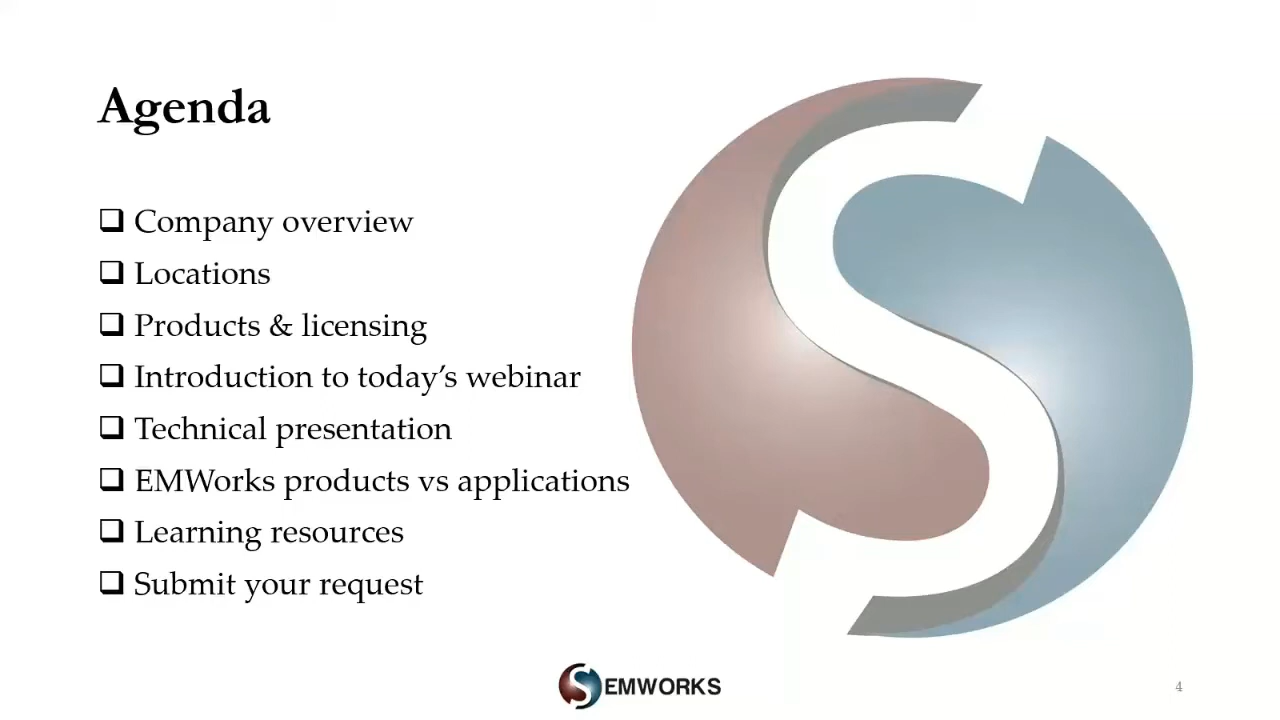 Agenda
❑ Company overview
❑ Locations
❑ Products & licensing
❑ Introduction to today’s webinar
❑ Technical presentation
❑ EMWorks products vs applications
❑ Learning resources
❑ Submit your request
S EMWORKS
4